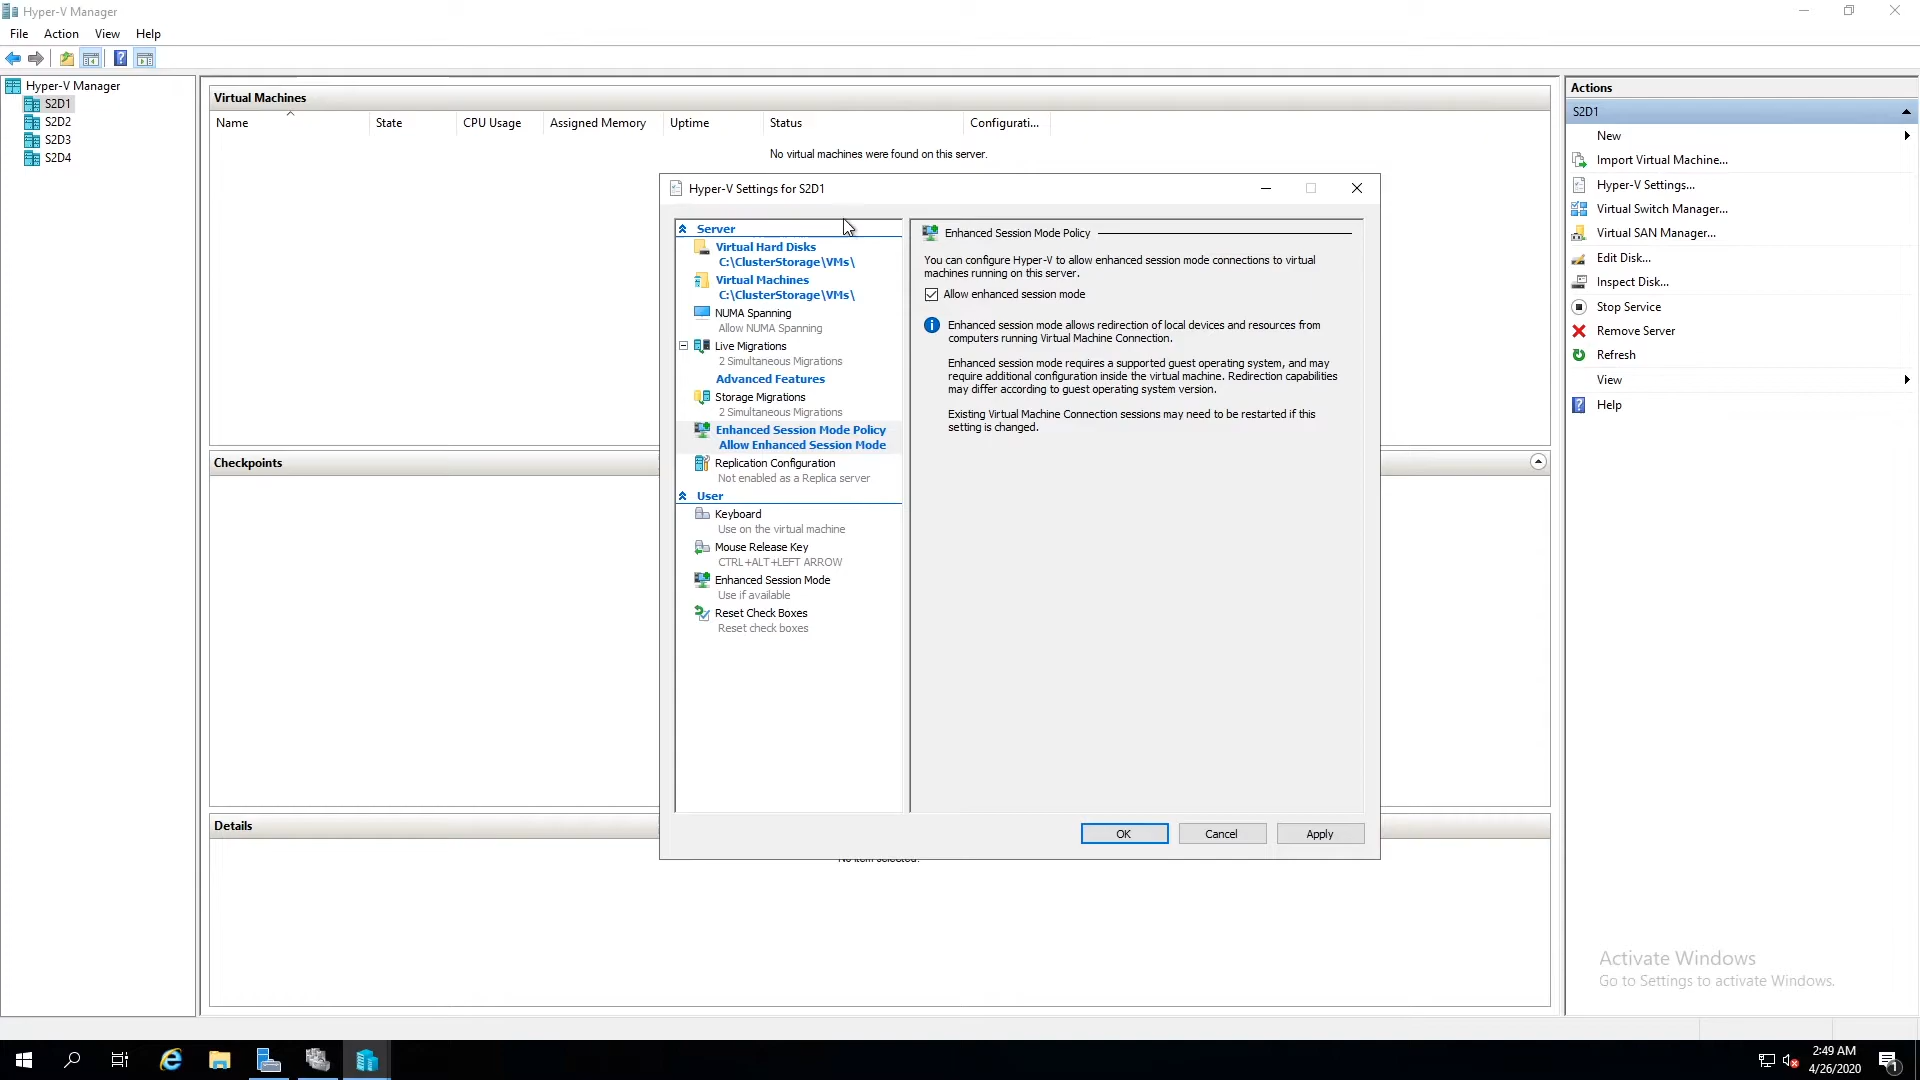 Hyper-V Manager
File Action View Help
Hyper-V Manager
S2D1
S2D2
S2D3
S2D4
Virtual Machines
Name State CPU Usage Assigned Memory Uptime Status Configurati...
No virtual machines were found on this server.
Checkpoints
Details
No item selected.
Hyper-V Settings for S2D1
Server
Virtual Hard Disks
C:\ClusterStorage\VMs\
Virtual Machines
C:\ClusterStorage\VMs\
NUMA Spanning
Allow NUMA Spanning
Live Migrations
2 Simultaneous Migrations
Advanced Features
Storage Migrations
2 Simultaneous Migrations
Enhanced Session Mode Policy
Allow Enhanced Session Mode
Replication Configuration
Not enabled as a Replica server
User
Keyboard
Use on the virtual machine
Mouse Release Key
CTRL+ALT+LEFT ARROW
Enhanced Session Mode
Use if available
Reset Check Boxes
Reset check boxes
Enhanced Session Mode Policy
You can configure Hyper-V to allow enhanced session mode connections to virtual
machines running on this server.
Allow enhanced session mode
Enhanced session mode allows redirection of local devices and resources from
computers running Virtual Machine Connection.
Enhanced session mode requires a supported guest operating system, and may
require additional configuration inside the virtual machine. Redirection capabilities
may differ according to guest operating system version.
Existing Virtual Machine Connection sessions may need to be restarted if this
setting is changed.
OK Cancel Apply
Actions
S2D1
New
Import Virtual Machine...
Hyper-V Settings...
Virtual Switch Manager...
Virtual SAN Manager...
Edit Disk...
Inspect Disk...
Stop Service
Remove Server
Refresh
View
Help
Activate Windows
Go to Settings to activate Windows.
2:49 AM
4/26/2020
1